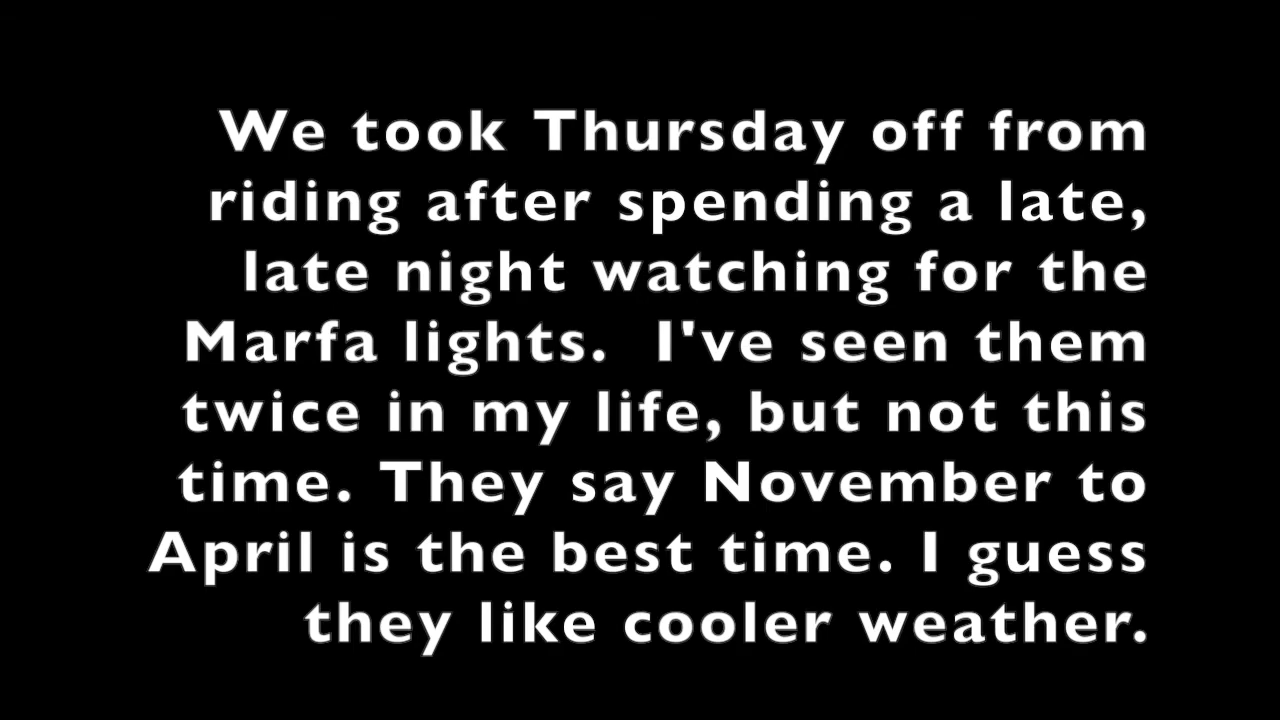 We took Thursday off from
riding after spending a late,
late night watching for the
Marfa lights.  I've seen them
twice in my life, but not this
time. They say November to
April is the best time. I guess
they like cooler weather.